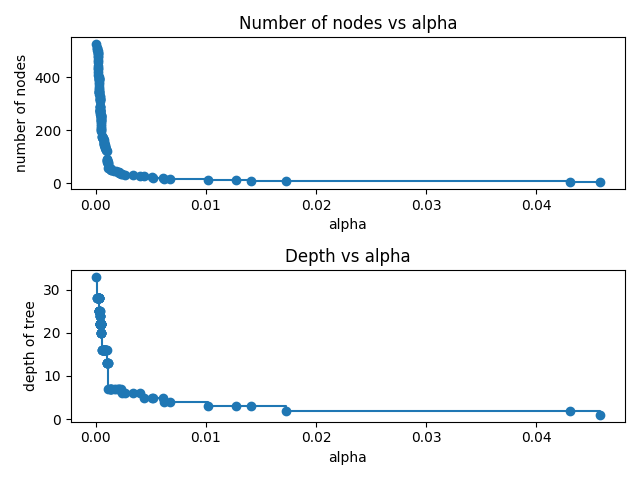 Number of nodes vs alpha
number of nodes
400
200
0
0.00 0.01 0.02 0.03 0.04
alpha
Depth vs alpha
depth of tree
30
20
10
0
0.00 0.01 0.02 0.03 0.04
alpha